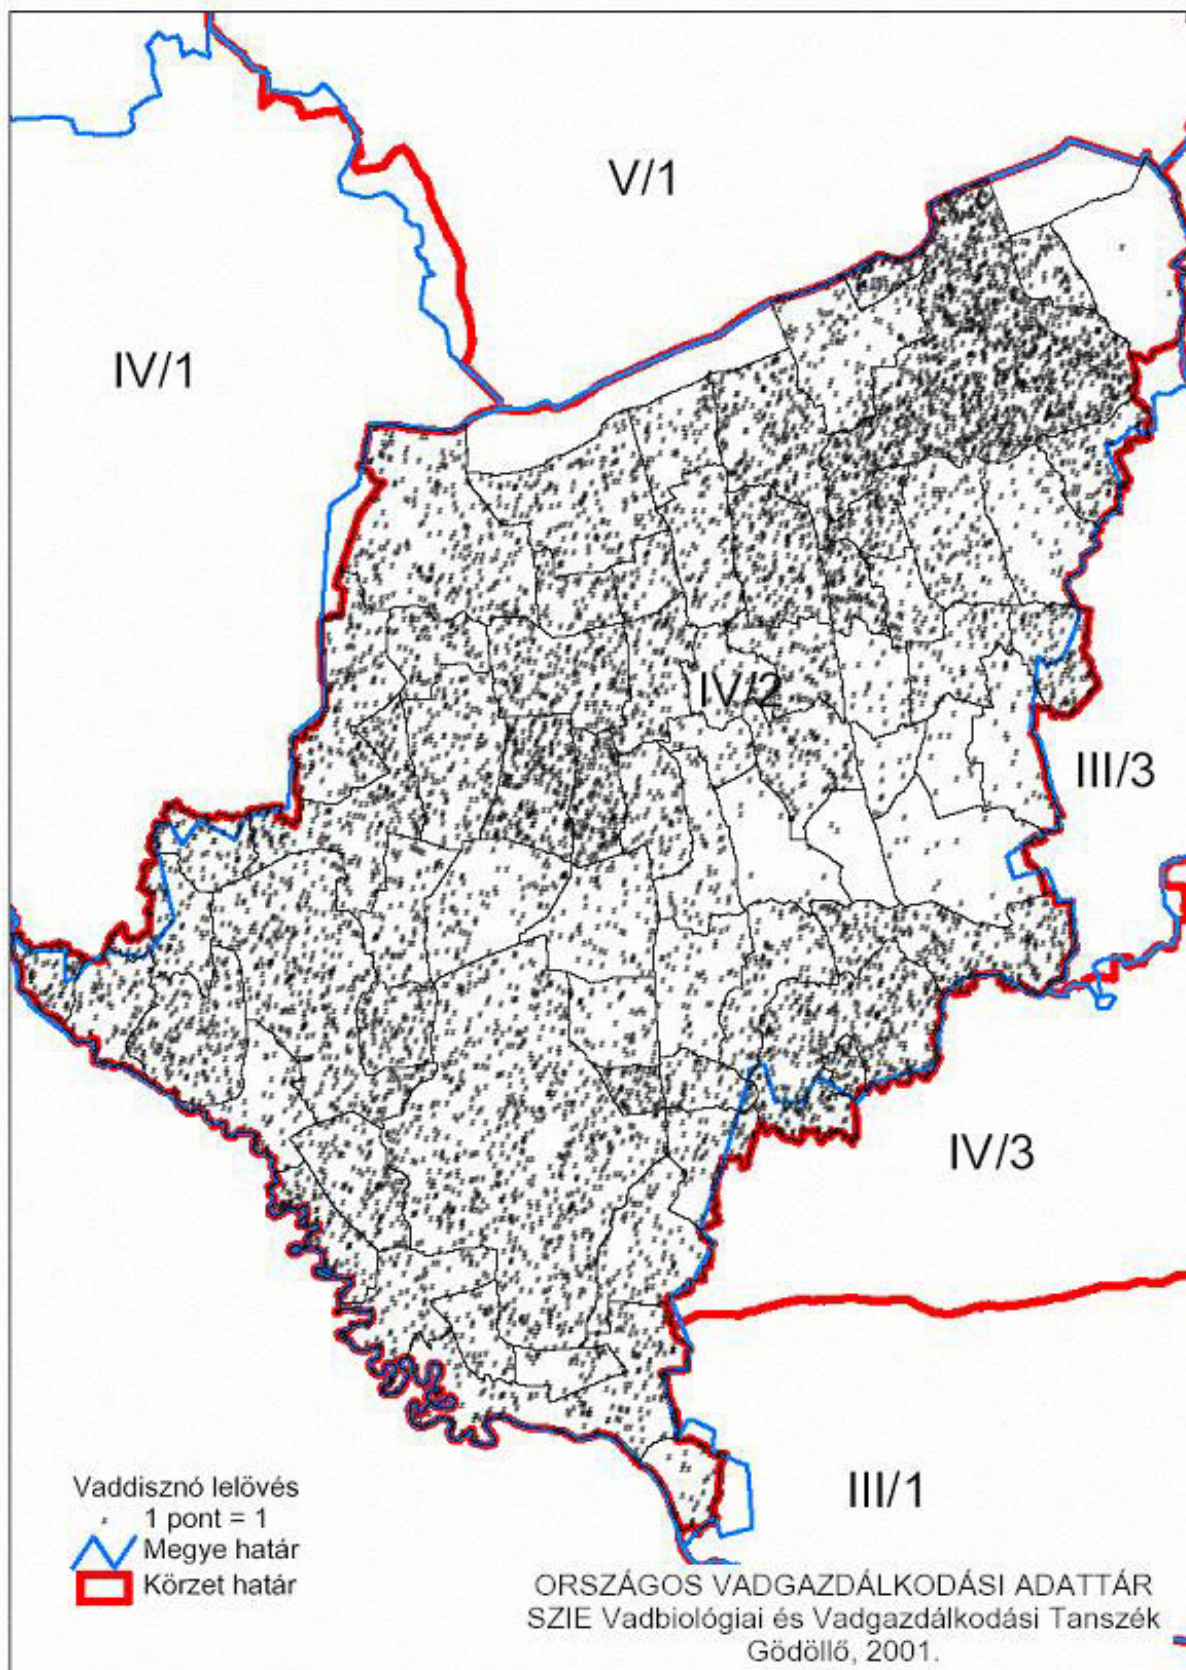 V/1
IV/1
IV/2
III/3
IV/3
III/1
Vaddisznó lelövés
1 pont = 1
Megye határ
Körzet határ
ORSZÁGOS VADGAZDÁLKODÁSI ADATTÁR
SZIE Vadbiológiai és Vadgazdálkodási Tanszék
Gödöllő, 2001.